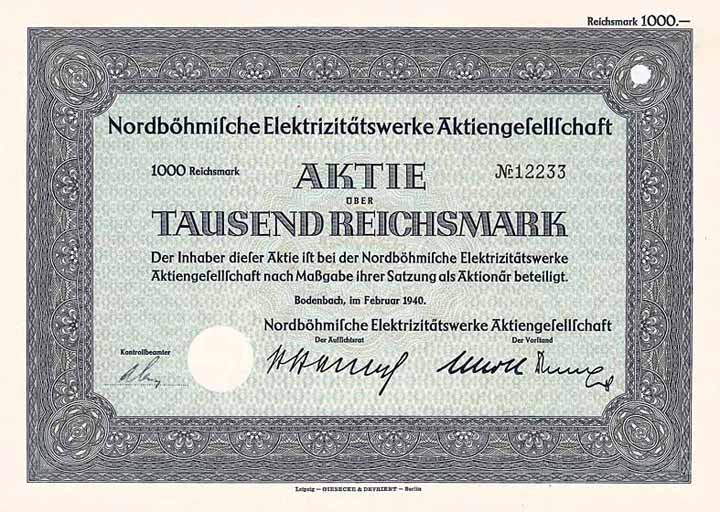 Reichsmark 1000.—
Nordböhmiſche Elektrizitätswerke Aktiengeſellſchaft
1000 Reichsmark AKTIE № 12233
ÜBER
TAUSEND REICHSMARK
Der Inhaber dieſer Aktie iſt bei der Nordböhmiſche Elektrizitätswerke
Aktiengeſellſchaft nach Maßgabe ihrer Satzung als Aktionär beteiligt.
Bodenbach, im Februar 1940.
Nordböhmiſche Elektrizitätswerke Aktiengeſellſchaft
Kontrollbeamter Der Aufſichtsrat Der Vorſtand
Leipzig — GIESECKE & DEVRIENT — Berlin